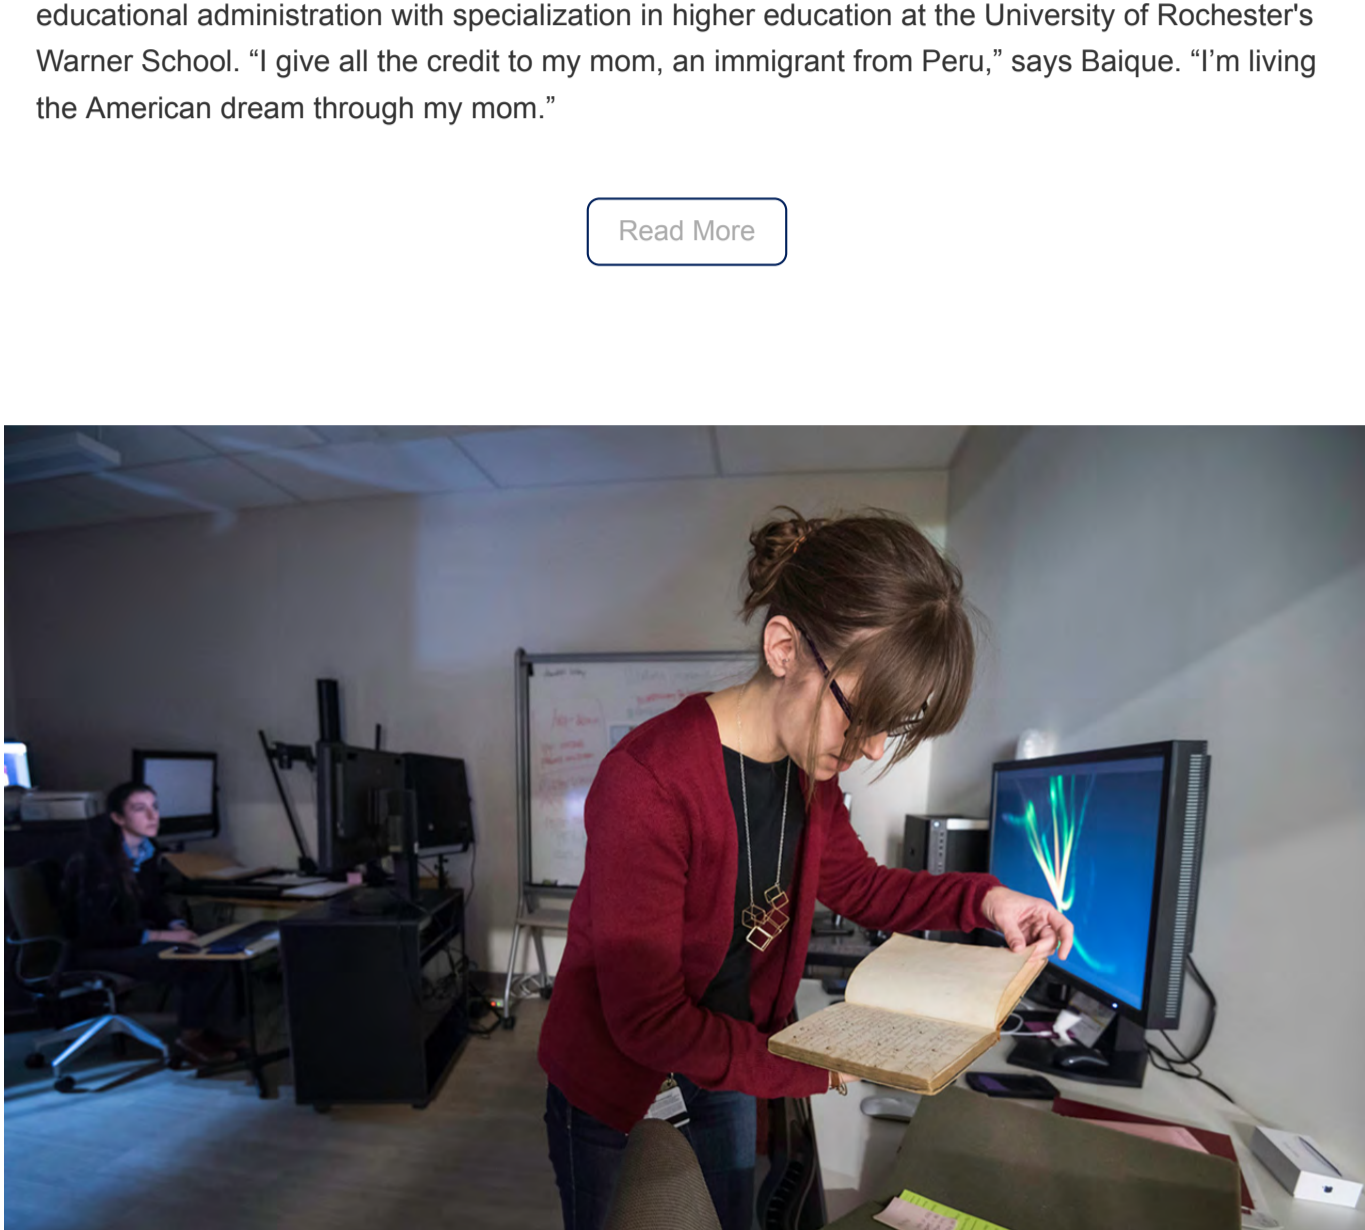 educational administration with specialization in higher education at the University of Rochester's
Warner School. “I give all the credit to my mom, an immigrant from Peru,” says Baique. “I’m living
the American dream through my mom.”
Read More